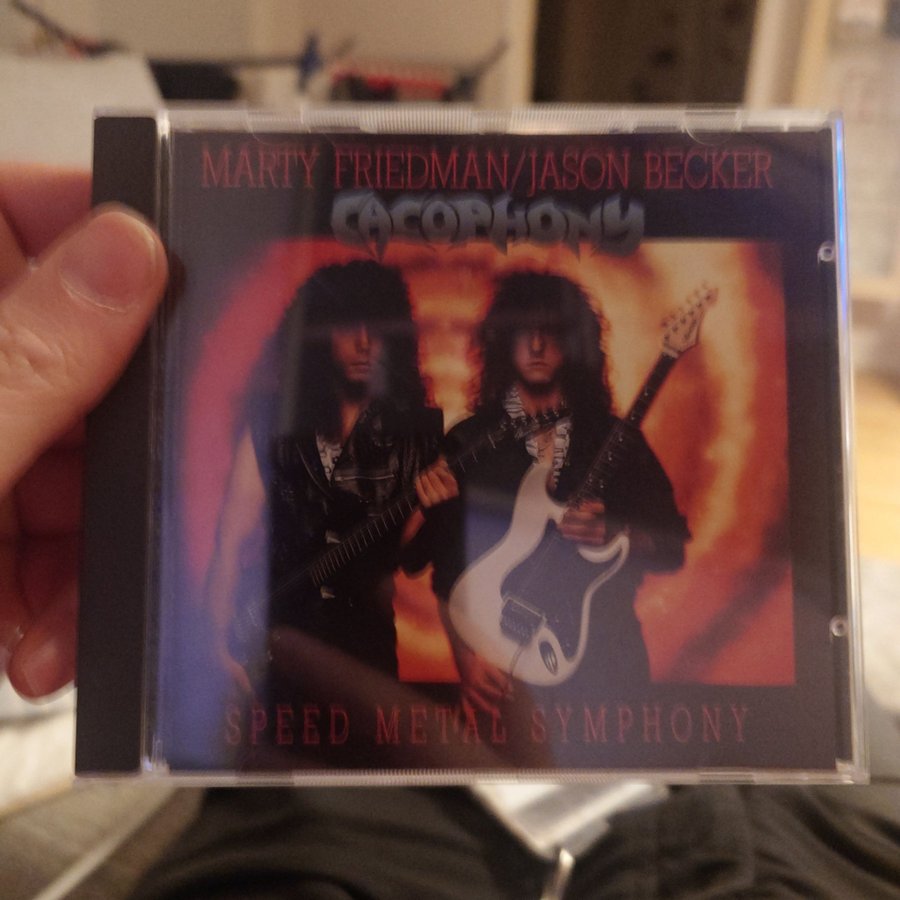 MARTY FRIEDMAN/JASON BECKER
CACOPHONY
SPEED METAL SYMPHONY